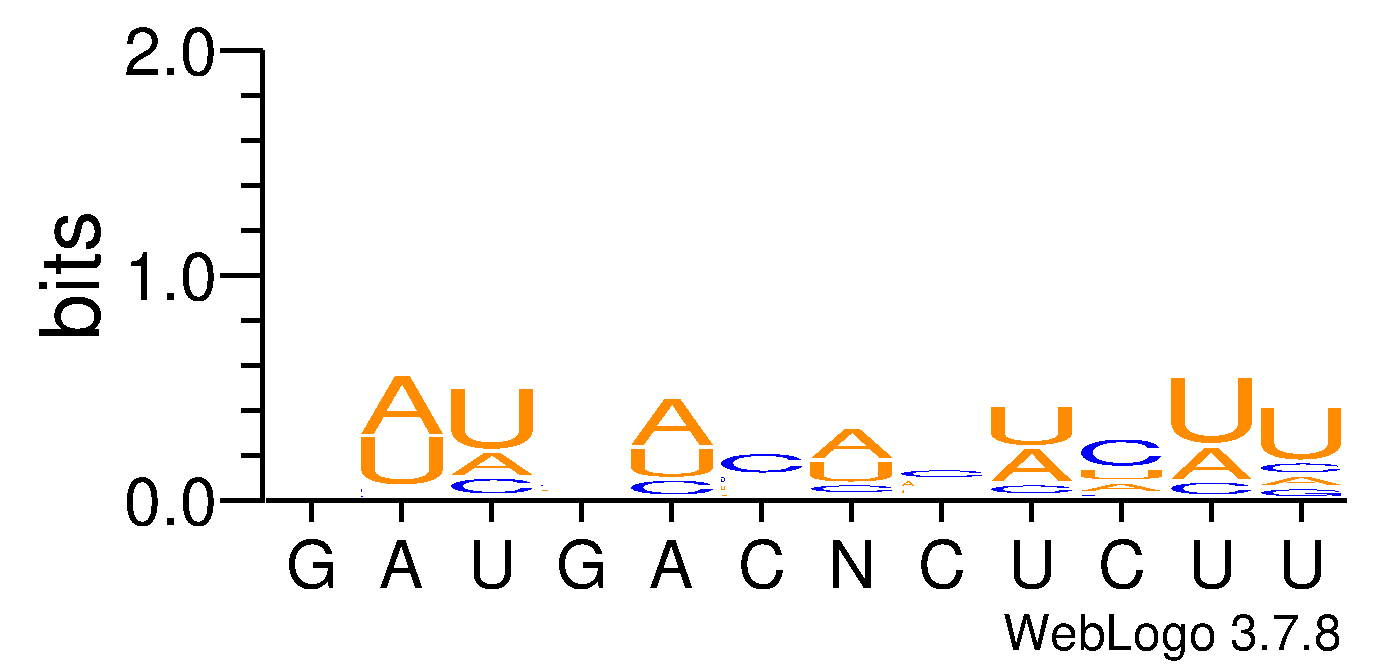 2.0
bits
1.0
0.0
A U
U A C
A U C
C
A U C
C
U A C
C U A
U A C
U C A G
G A U G A C N C U C U U
WebLogo 3.7.8